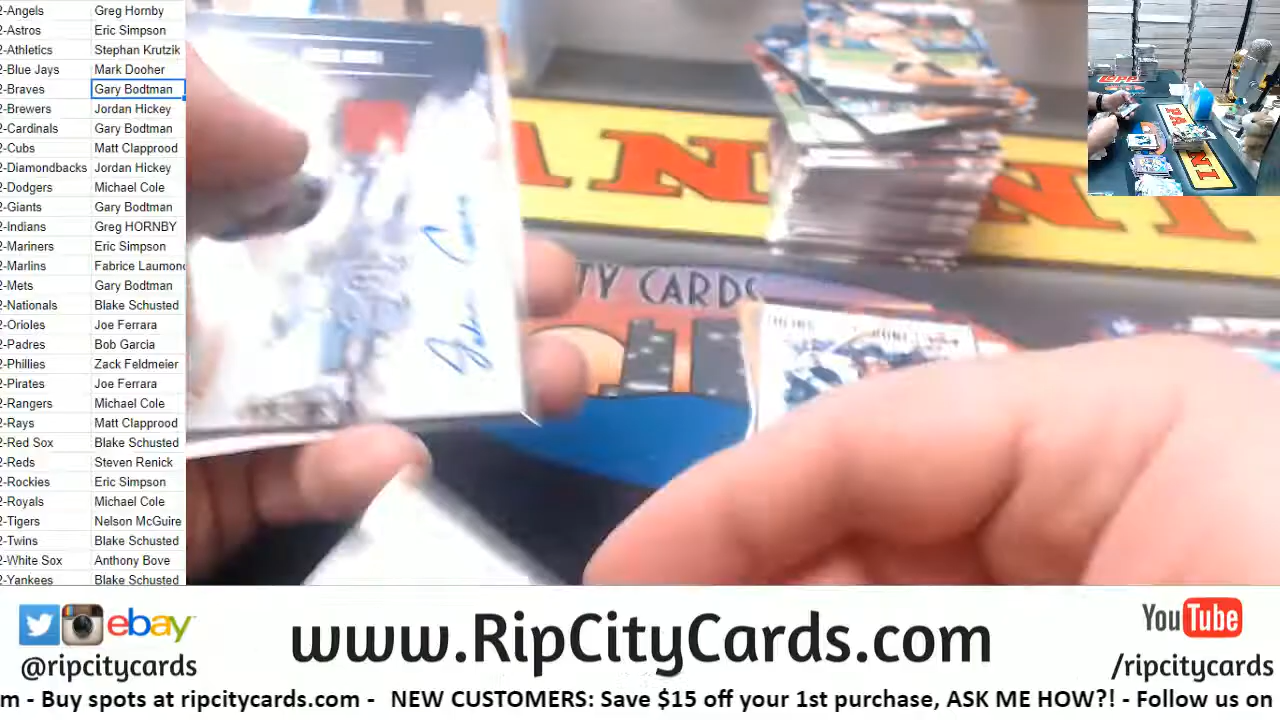 2-Angels Greg Hornby
2-Astros Eric Simpson
2-Athletics Stephan Krutzik
2-Blue Jays Mark Dooher
2-Braves Gary Bodtman
2-Brewers Jordan Hickey
2-Cardinals Gary Bodtman
2-Cubs Matt Clapprood
2-Diamondbacks Jordan Hickey
2-Dodgers Michael Cole
2-Giants Gary Bodtman
2-Indians Greg HORNBY
2-Mariners Eric Simpson
2-Marlins Fabrice Laumond
2-Mets Gary Bodtman
2-Nationals Blake Schusted
2-Orioles Joe Ferrara
2-Padres Bob Garcia
2-Phillies Zack Feldmeier
2-Pirates Joe Ferrara
2-Rangers Michael Cole
2-Rays Matt Clapprood
2-Red Sox Blake Schusted
2-Reds Steven Renick
2-Rockies Eric Simpson
2-Royals Michael Cole
2-Tigers Nelson McGuire
2-Twins Blake Schusted
2-White Sox Anthony Bove
2-Yankees Blake Schusted
ANINI
TY CARDS
PA
NI
ebay
@ripcitycards
www.RipCityCards.com
YouTube
/ripcitycards
m - Buy spots at ripcitycards.com - NEW CUSTOMERS: Save $15 off your 1st purchase, ASK ME HOW?! - Follow us on